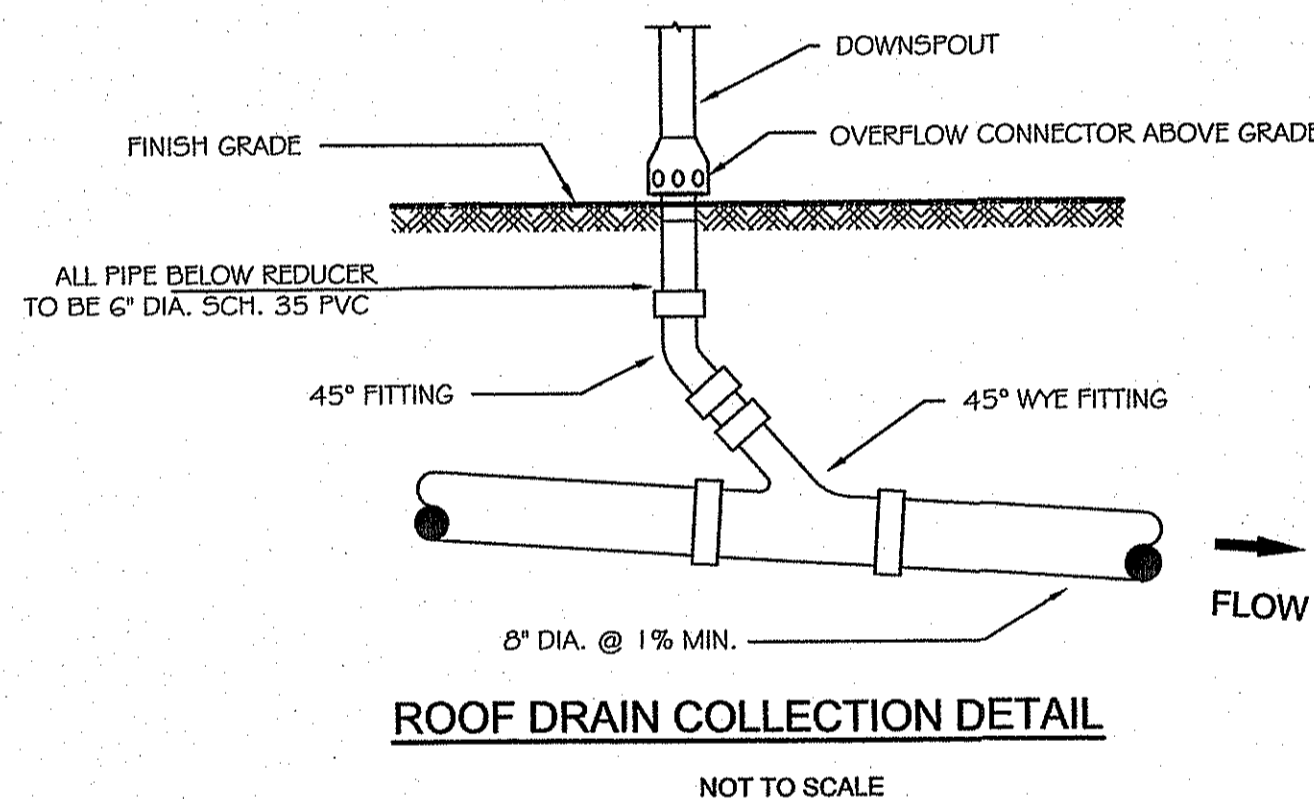 DOWNSPOUT
FINISH GRADE
OVERFLOW CONNECTOR ABOVE GRADE
ALL PIPE BELOW REDUCER
TO BE 6" DIA. SCH. 35 PVC
45° FITTING
45° WYE FITTING
FLOW
8" DIA. @ 1% MIN.
ROOF DRAIN COLLECTION DETAIL
NOT TO SCALE